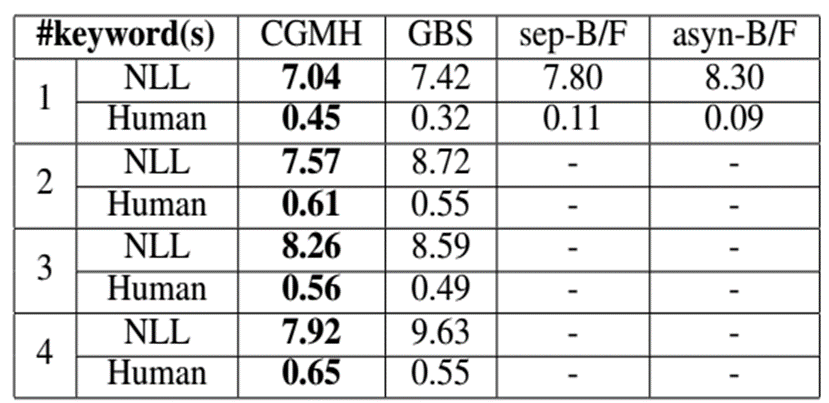 #keyword(s) CGMH GBS sep-B/F asyn-B/F
1 NLL 7.04 7.42 7.80 8.30
Human 0.45 0.32 0.11 0.09
2 NLL 7.57 8.72 - -
Human 0.61 0.55 - -
3 NLL 8.26 8.59 - -
Human 0.56 0.49 - -
4 NLL 7.92 9.63 - -
Human 0.65 0.55 - -